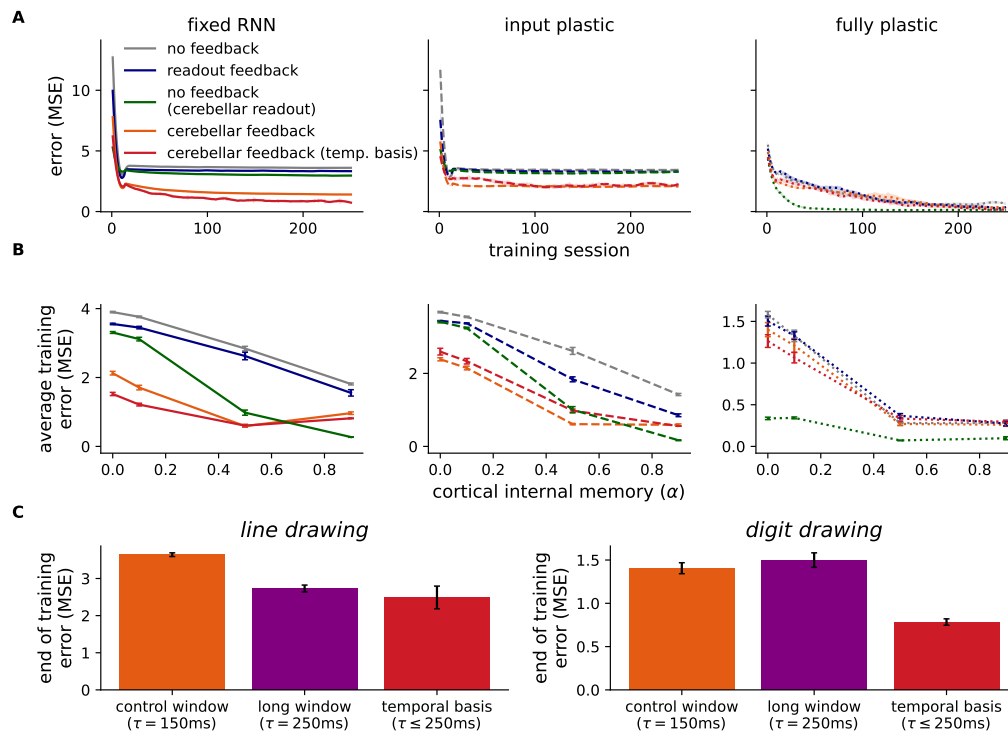 A
fixed RNN
input plastic
fully plastic
error (MSE)
10
5
0
no feedback
readout feedback
no feedback
(cerebellar readout)
cerebellar feedback
cerebellar feedback (temp. basis)
0 100 200
0 100 200
0 100 200
training session
B
average training
error (MSE)
4
2
0
2
0
1.5
1.0
0.5
0.0
0.0 0.2 0.4 0.6 0.8
0.0 0.2 0.4 0.6 0.8
0.0 0.2 0.4 0.6 0.8
cortical internal memory (α)
C
line drawing
end of training
error (MSE)
3
2
1
0
control window
(τ = 150ms)
long window
(τ = 250ms)
temporal basis
(τ ≤ 250ms)
digit drawing
end of training
error (MSE)
1.5
1.0
0.5
0.0
control window
(τ = 150ms)
long window
(τ = 250ms)
temporal basis
(τ ≤ 250ms)